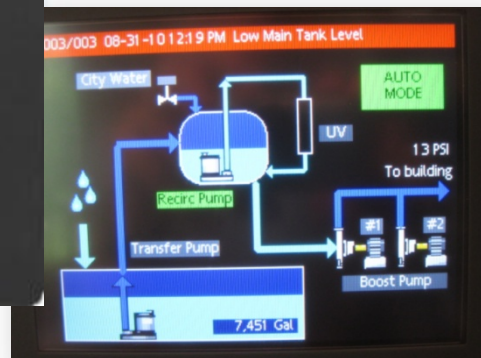 003/003 08-31-10 12:19 PM Low Main Tank Level
City Water
AUTO
MODE
UV
13 PSI
To building
Recirc Pump
#1
#2
Transfer Pump
Boost Pump
7,451 Gal